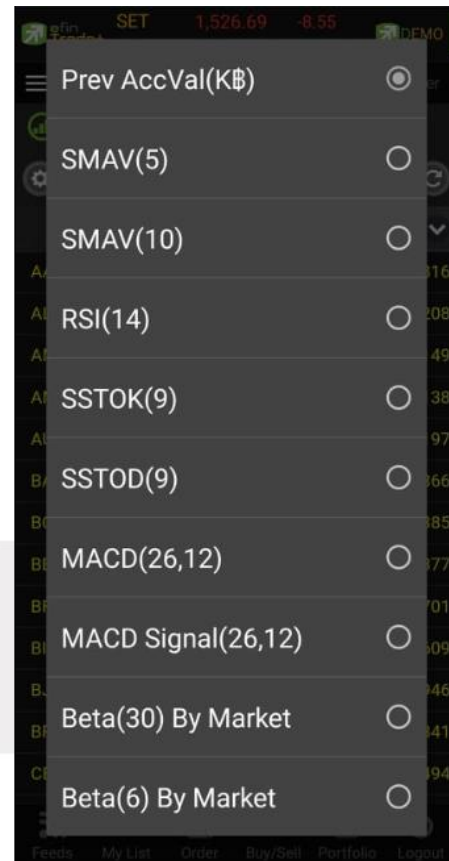 efin
Trade+
SET 1,526.69 -8.55
DEMO
Prev AccVal(K฿)
SMAV(5)
SMAV(10)
RSI(14)
SSTOK(9)
SSTOD(9)
MACD(26,12)
MACD Signal(26,12)
Beta(30) By Market
Beta(6) By Market
Feeds My List Order Buy/Sell Portfolio Logout